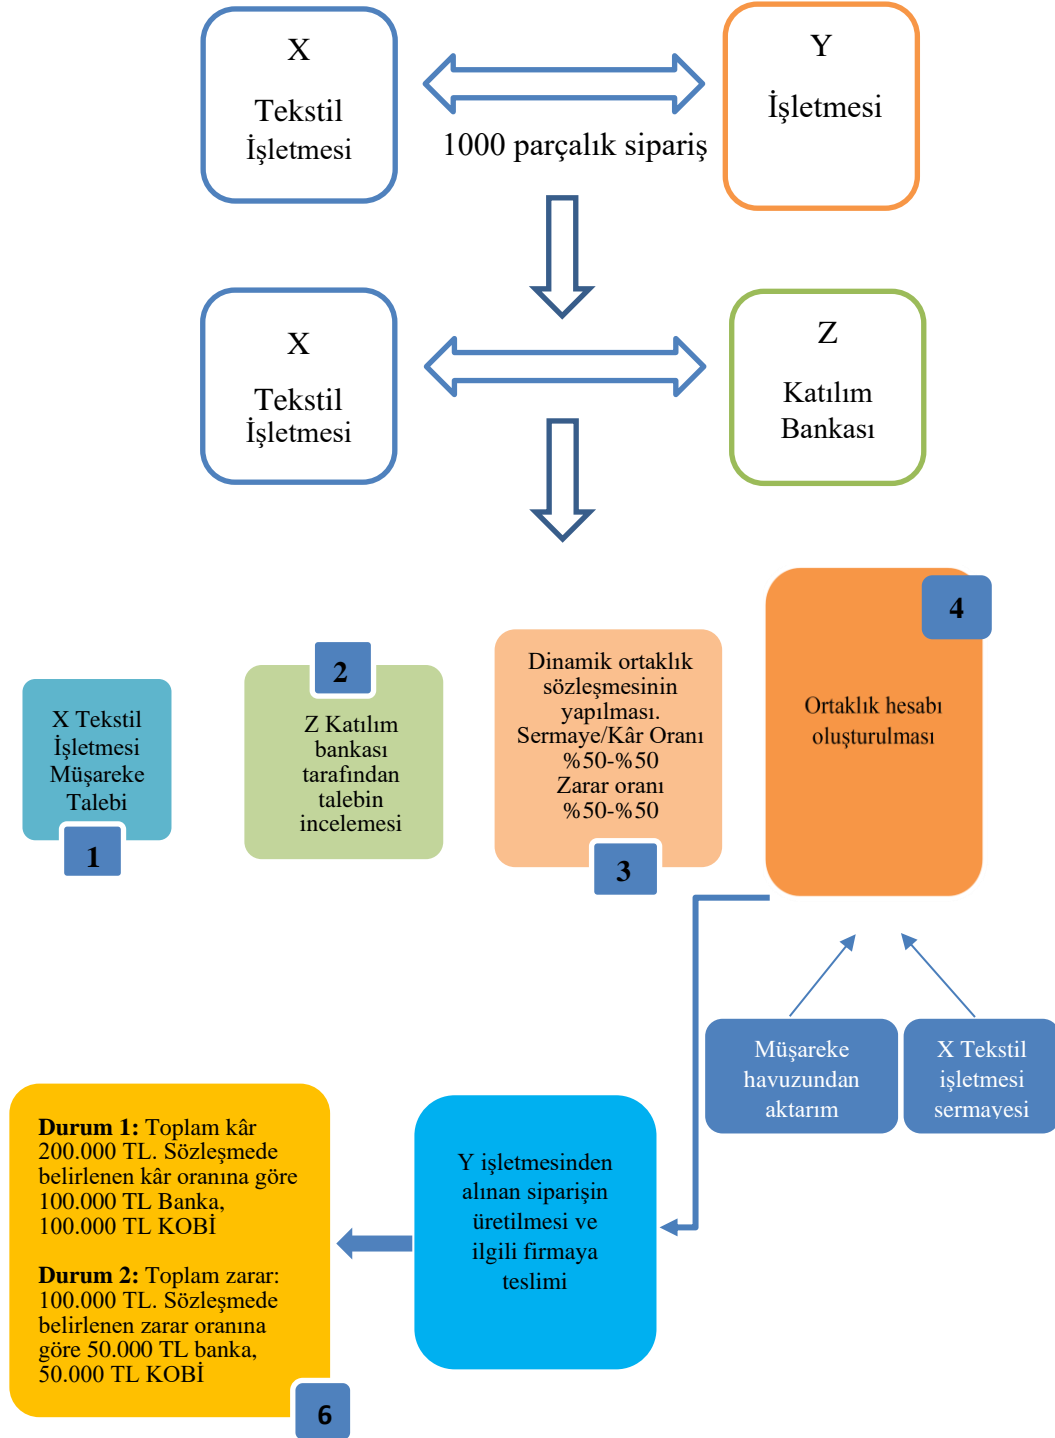 X
Tekstil
İşletmesi
1000 parçalık sipariş
Y
İşletmesi
X
Tekstil
İşletmesi
Z
Katılım
Bankası
X Tekstil
İşletmesi
Müşareke
Talebi
1
2
Z Katılım
bankası
tarafından
talebin
incelemesi
Dinamik ortaklık
sözleşmesinin
yapılması.
Sermaye/Kâr Oranı
%50-%50
Zarar oranı
%50-%50
3
4
Ortaklık hesabı
oluşturulması
Müşareke
havuzundan
aktarım
X Tekstil
işletmesi
sermayesi
Y işletmesinden
alınan siparişin
üretilmesi ve
ilgili firmaya
teslimi
Durum 1: Toplam kâr
200.000 TL. Sözleşmede
belirlenen kâr oranına göre
100.000 TL Banka,
100.000 TL KOBİ
Durum 2: Toplam zarar:
100.000 TL. Sözleşmede
belirlenen zarar oranına
göre 50.000 TL banka,
50.000 TL KOBİ
6